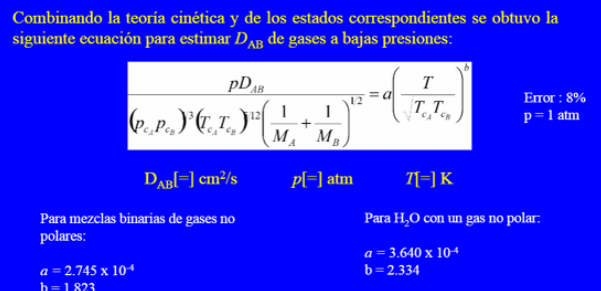 Combinando la teoría cinética y de los estados correspondientes se obtuvo la
siguiente ecuación para estimar D_AB de gases a bajas presiones:
pD_AB / (p_cA p_cB)^1/3 (T_cA T_cB)^5/12 (1/M_A + 1/M_B)^1/2 = a (T / √T_cA T_cB)^b
Error : 8%
p = 1 atm
D_AB[=] cm²/s p[=] atm T[=] K
Para mezclas binarias de gases no
polares:
a = 2.745 x 10⁻⁴
b = 1.823
Para H₂O con un gas no polar:
a = 3.640 x 10⁻⁴
b = 2.334